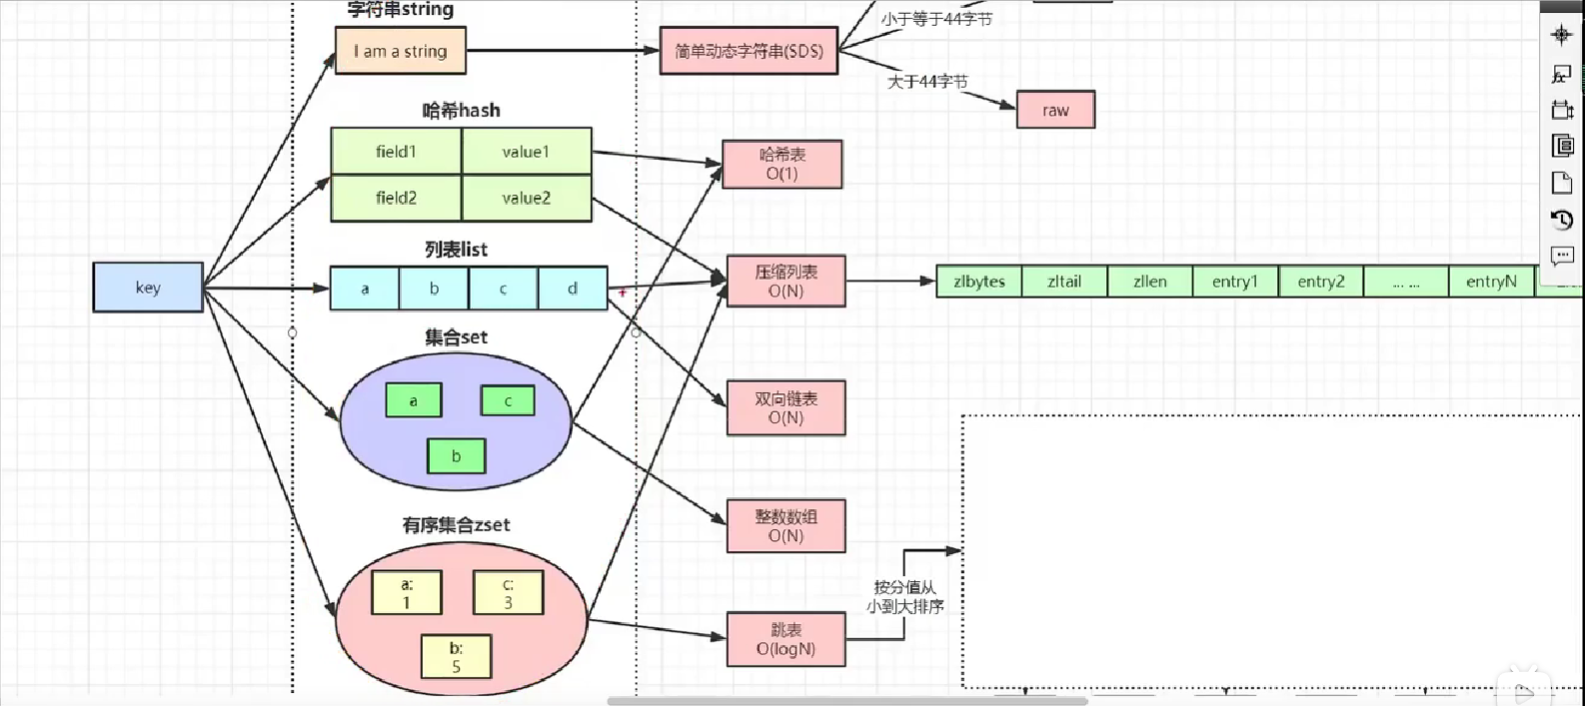 字符串string
I am a string
简单动态字符串(SDS)
小于等于44字节
大于44字节
raw
哈希hash
field1
value1
field2
value2
哈希表
O(1)
列表list
a
b
c
d
key
压缩列表
O(N)
zlbytes
zltail
zllen
entry1
entry2
... ...
entryN
集合set
a
c
b
双向链表
O(N)
整数数组
O(N)
有序集合zset
a:
1
c:
3
b:
5
跳表
O(logN)
按分值从
小到大排序